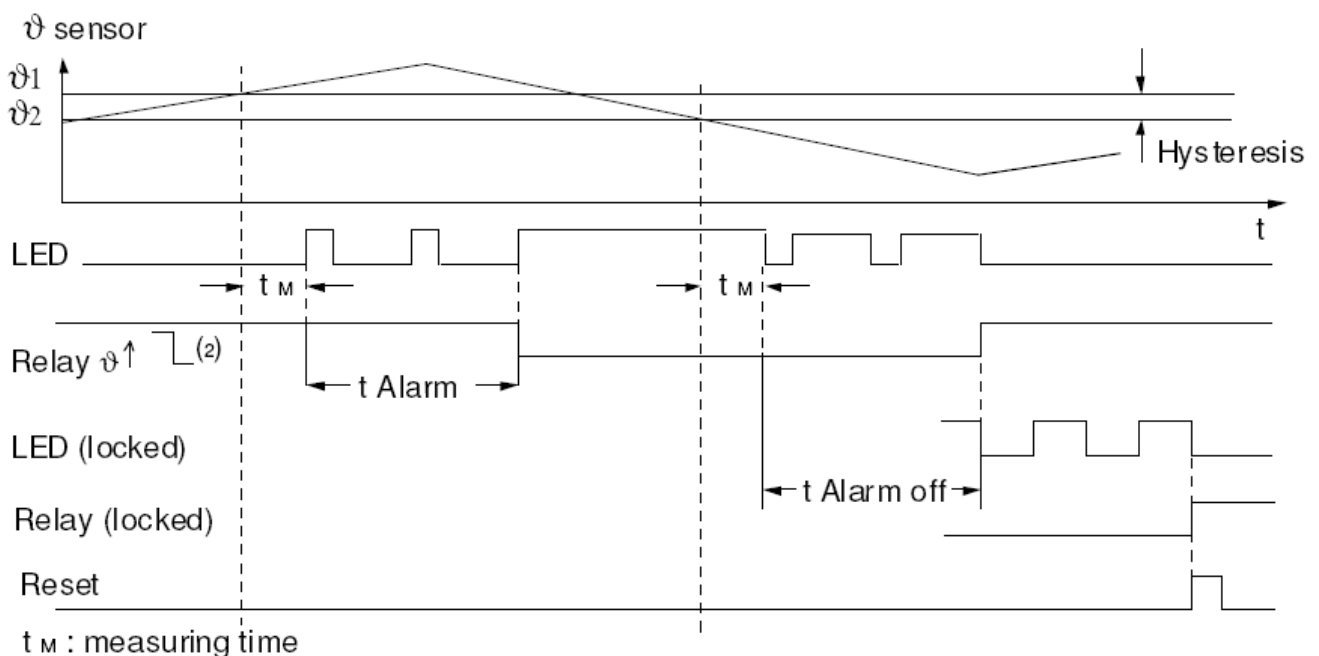 ϑ sensor
ϑ1
ϑ2
Hysteresis
t
LED
t M
t M
Relay ϑ↑
(2)
t Alarm
LED (locked)
t Alarm off
Relay (locked)
Reset
t M : measuring time